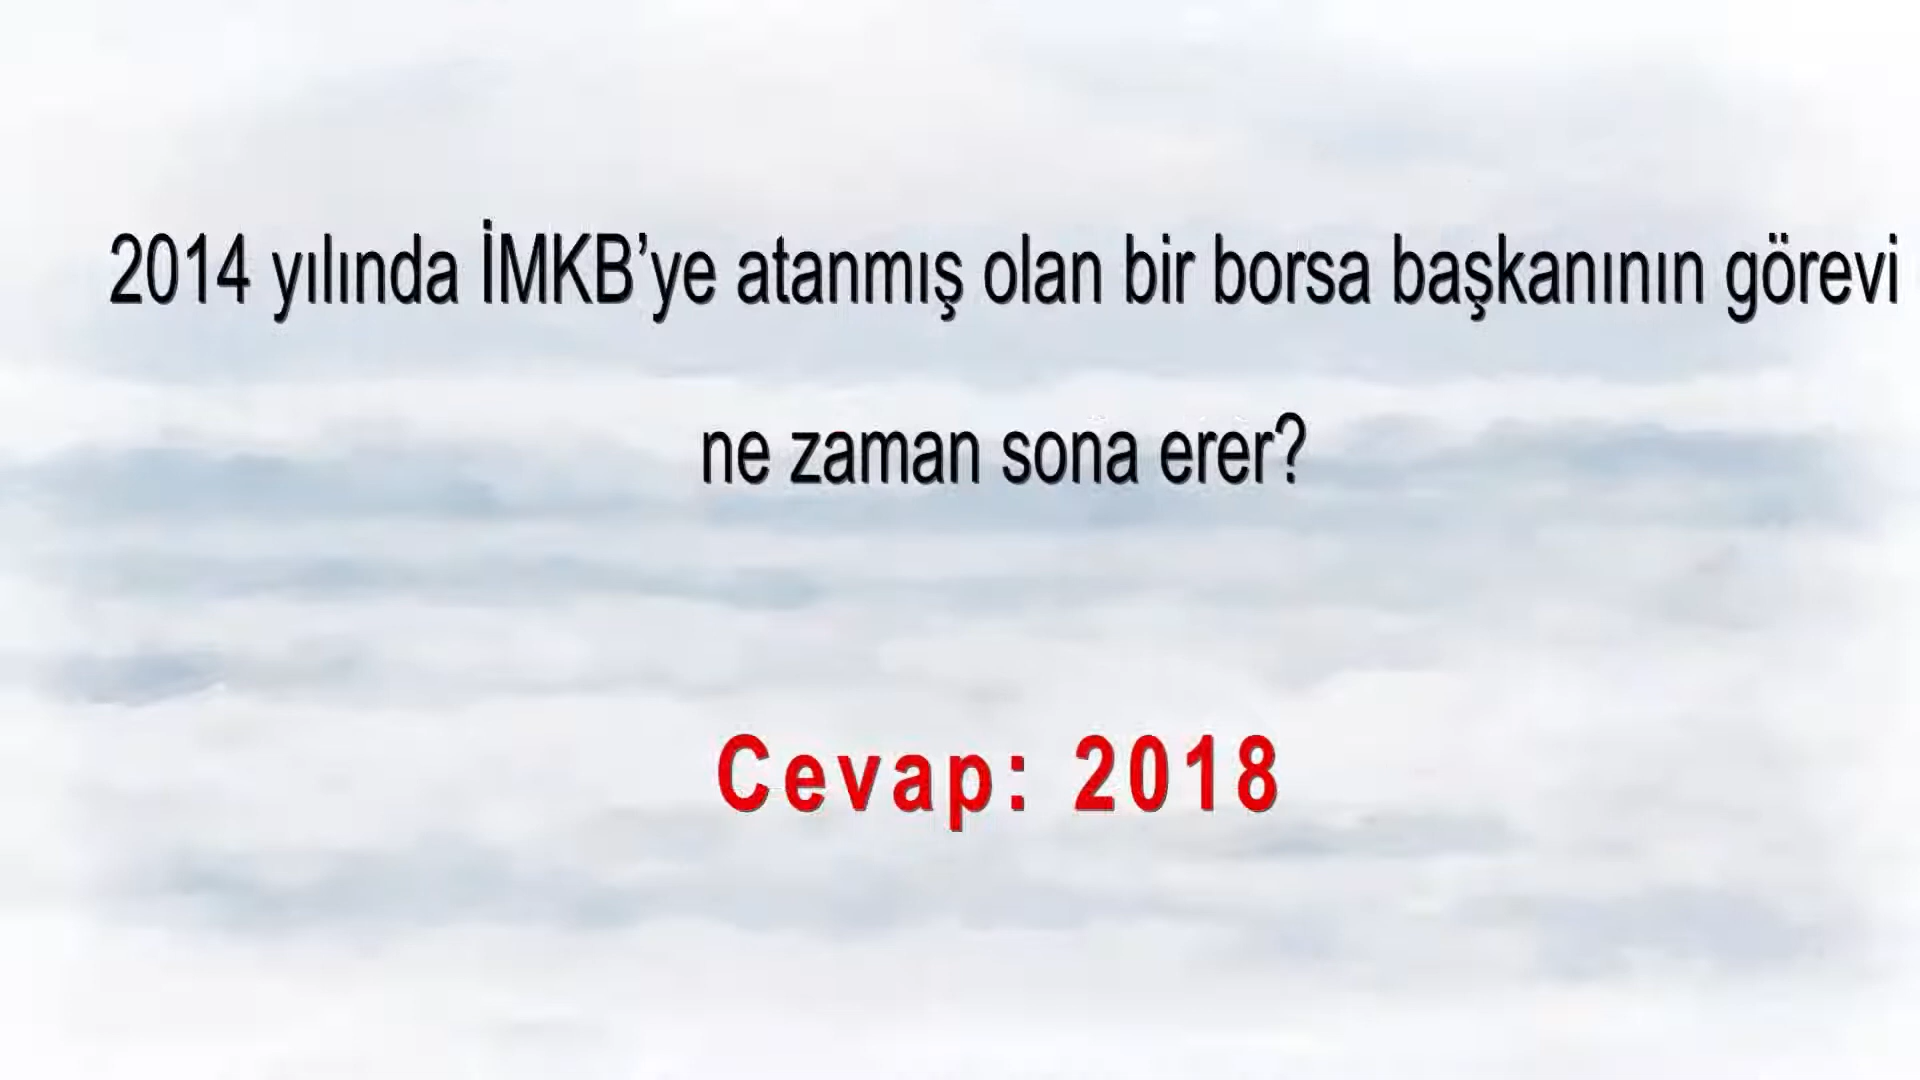 2014 yılında İMKB’ye atanmış olan bir borsa başkanının görevi
ne zaman sona erer?
Cevap: 2018